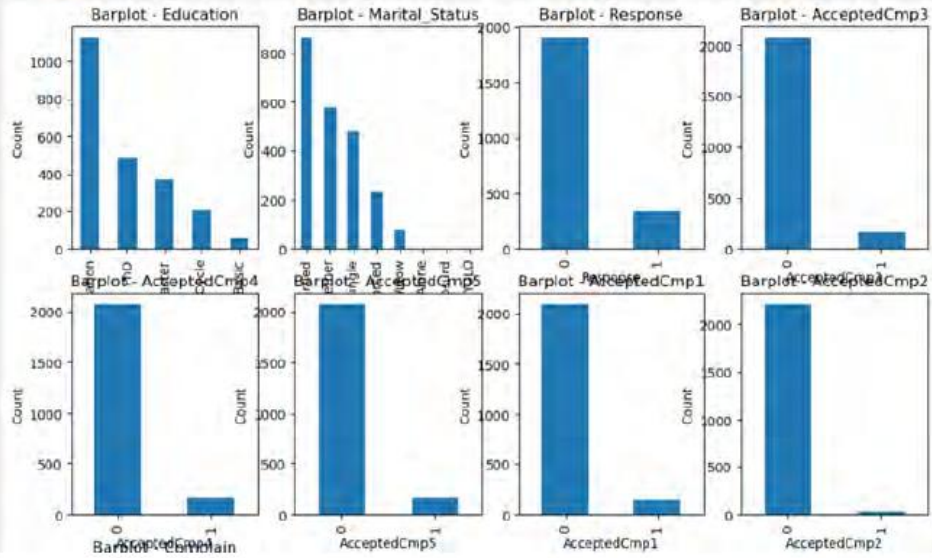 Barplot - Education
Barplot - Marital_Status
Barplot - Response
Barplot - AcceptedCmp3
Count
1000
800
600
400
200
0
Count
800
600
400
200
0
Count
2000
1500
1000
500
0
Count
2000
1500
1000
500
0
PhD
Basic
0
1
Response
0
1
AcceptedCmp3
Barplot - AcceptedCmp4
Barplot - AcceptedCmp5
Barplot - AcceptedCmp1
Barplot - AcceptedCmp2
Count
2000
1500
1000
500
0
Count
2000
1500
1000
500
0
Count
2000
1500
1000
500
0
Count
2000
1500
1000
500
0
0
1
AcceptedCmp4
0
1
AcceptedCmp5
0
1
AcceptedCmp1
0
1
AcceptedCmp2
Barplot - Complain